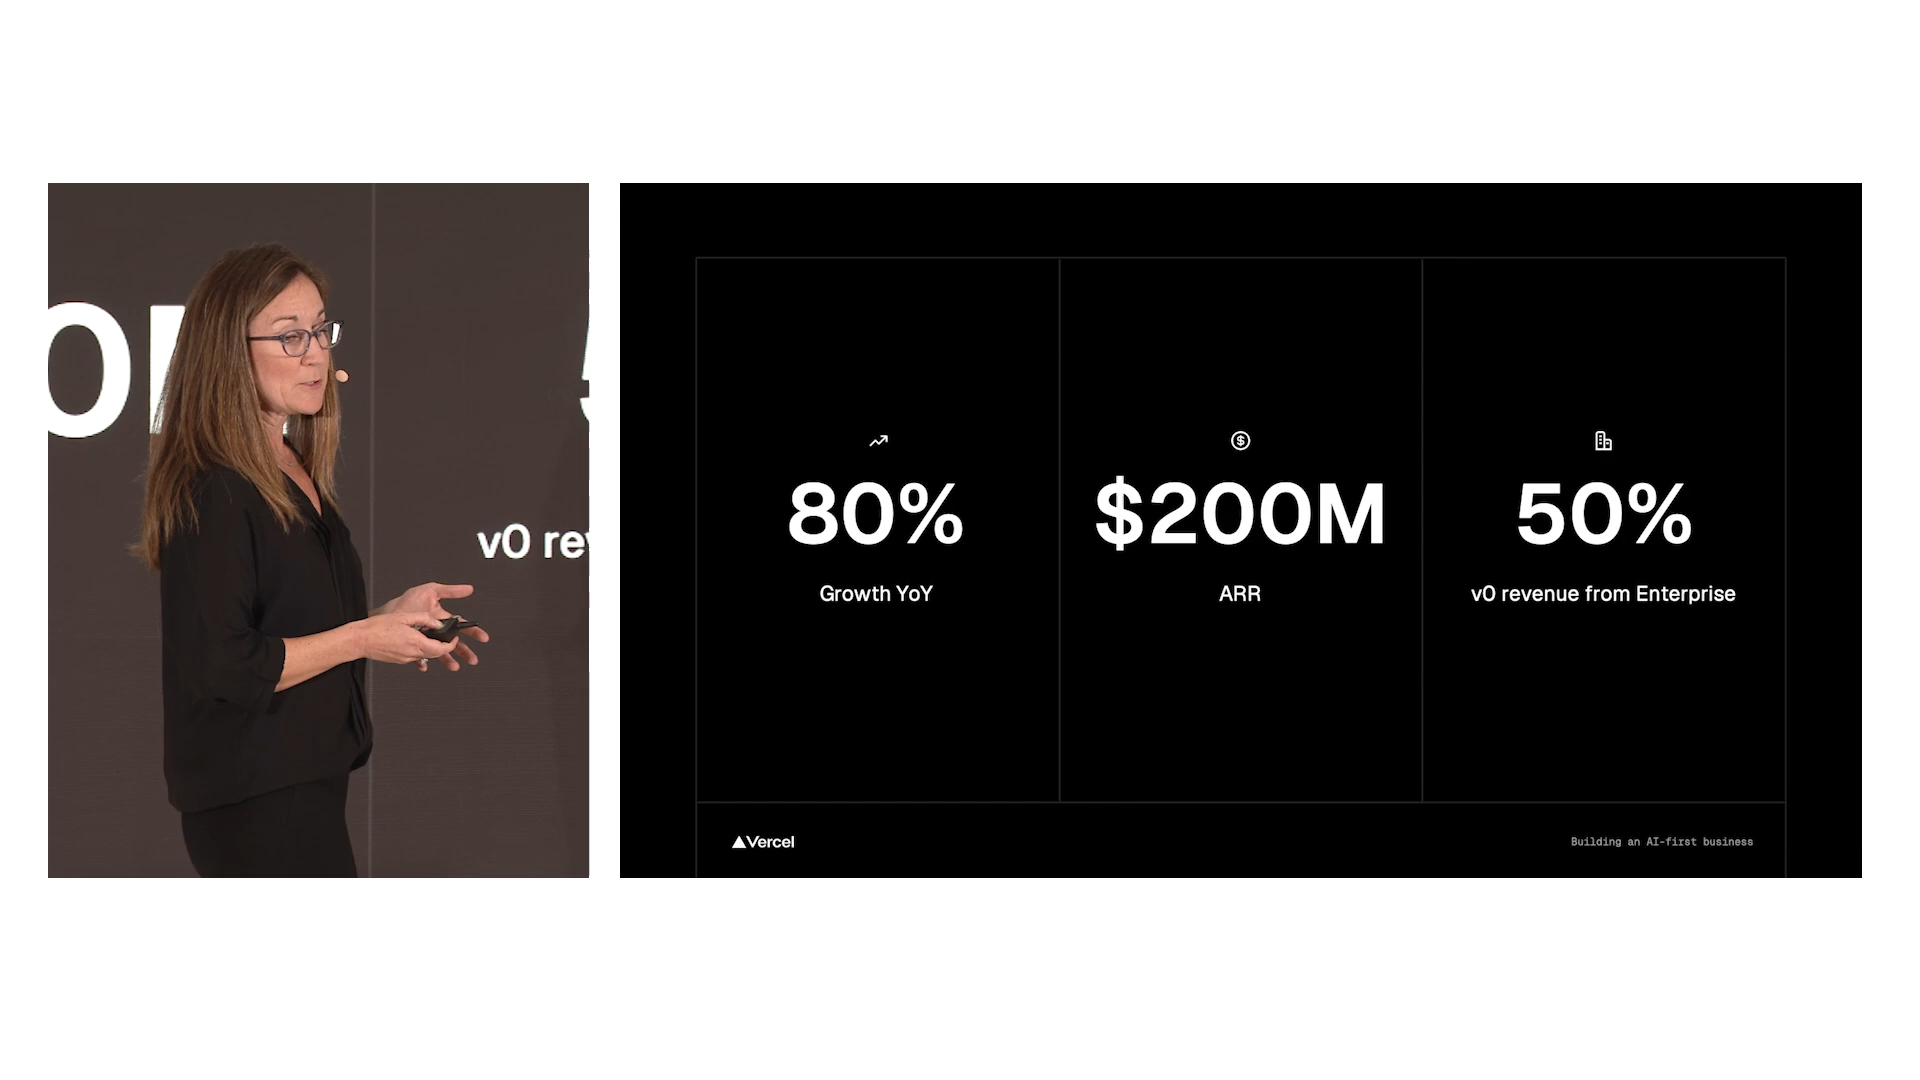 v0 re
80%
Growth YoY
$200M
ARR
50%
v0 revenue from Enterprise
Vercel
Building an AI-first business